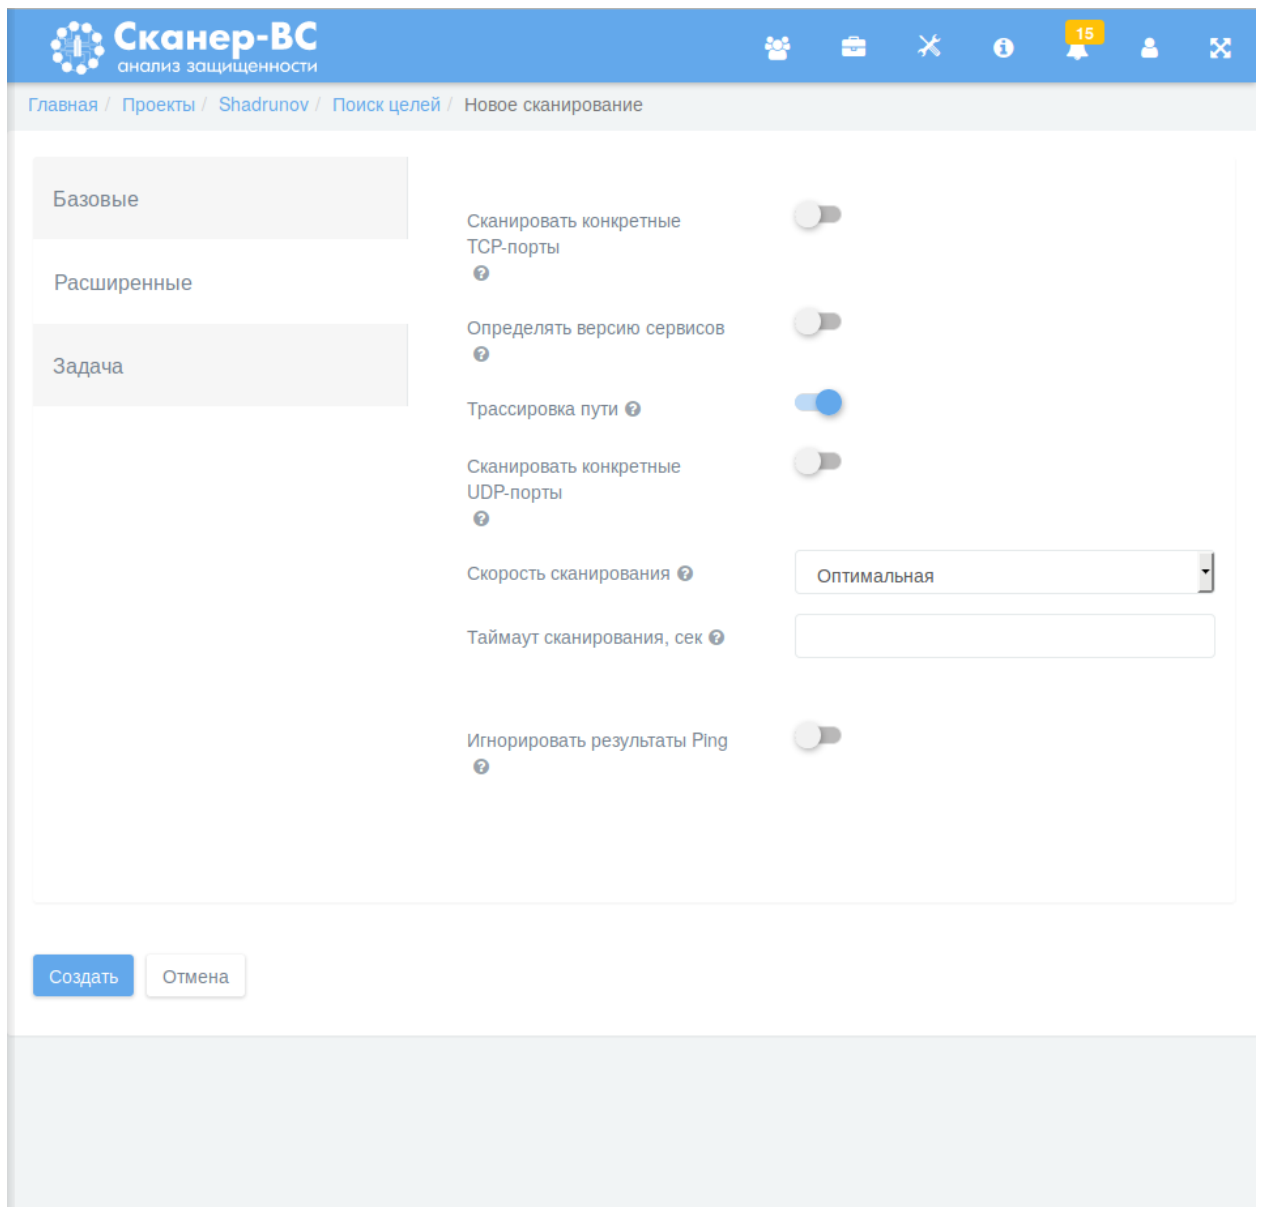 Сканер-ВС
анализ защищенности
15
Главная / Проекты / Shadrunov / Поиск целей / Новое сканирование
Базовые
Расширенные
Задача
Сканировать конкретные
TCP-порты
Определять версию сервисов
Трассировка пути
Сканировать конкретные
UDP-порты
Скорость сканирования
Оптимальная
Таймаут сканирования, сек
Игнорировать результаты Ping
Создать
Отмена